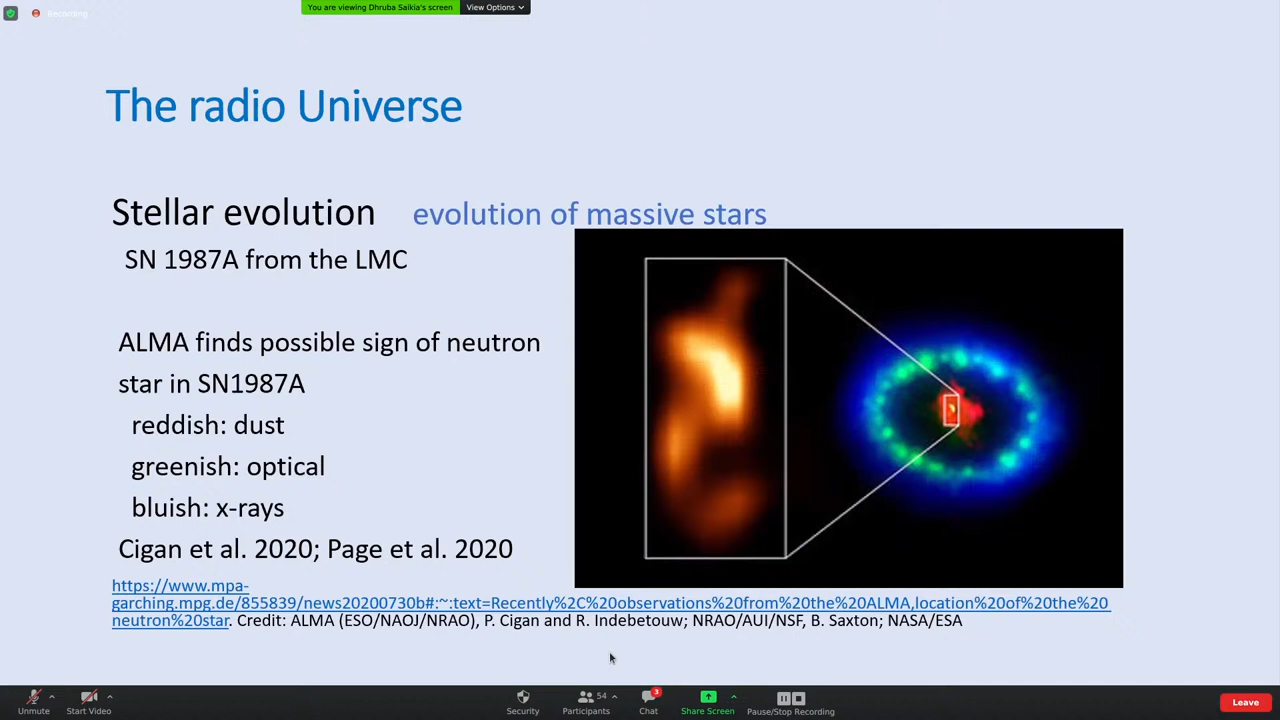 Recording
You are viewing Dhruba Saikia's screen
View Options
The radio Universe
Stellar evolution evolution of massive stars
SN 1987A from the LMC
ALMA finds possible sign of neutron
star in SN1987A
reddish: dust
greenish: optical
bluish: x-rays
Cigan et al. 2020; Page et al. 2020
https://www.mpa-
garching.mpg.de/855839/news20200730b#:~:text=Recently%2C%20observations%20from%20the%20ALMA,location%20of%20the%20
neutron%20star. Credit: ALMA (ESO/NAOJ/NRAO), P. Cigan and R. Indebetouw; NRAO/AUI/NSF, B. Saxton; NASA/ESA
Unmute
Start Video
Security
Participants 54
Chat 3
Share Screen
Pause/Stop Recording
Leave